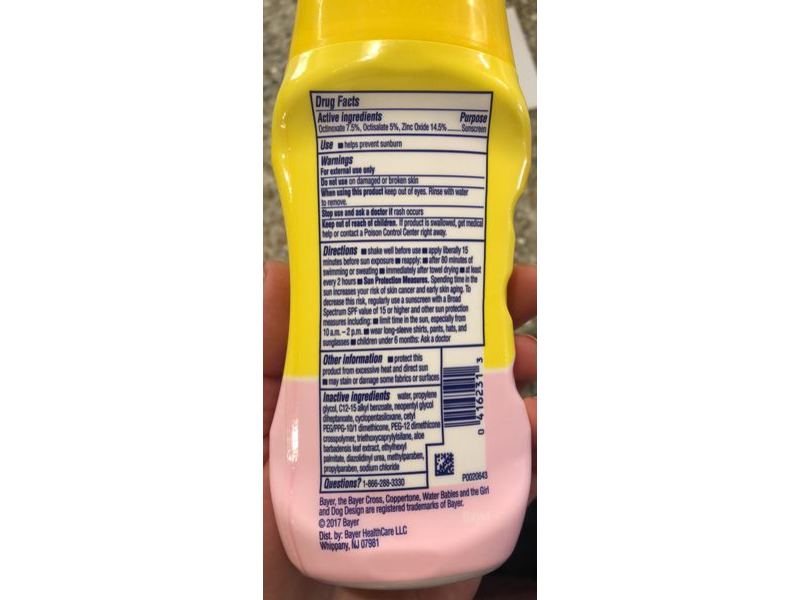 Drug Facts
Active ingredients Purpose
Octinoxate 7.5%, Octisalate 5%, Zinc Oxide 14.5% Sunscreen
Use ■ helps prevent sunburn
Warnings
For external use only
Do not use on damaged or broken skin
When using this product keep out of eyes. Rinse with water
to remove.
Stop use and ask a doctor if rash occurs
Keep out of reach of children. If product is swallowed, get medical
help or contact a Poison Control Center right away.
Directions ■ shake well before use ■ apply liberally 15
minutes before sun exposure ■ reapply: ■ after 80 minutes of
swimming or sweating ■ immediately after towel drying ■ at least
every 2 hours ■ Sun Protection Measures. Spending time in the
sun increases your risk of skin cancer and early skin aging. To
decrease this risk, regularly use a sunscreen with a Broad
Spectrum SPF value of 15 or higher and other sun protection
measures including: ■ limit time in the sun, especially from
10 a.m. – 2 p.m. ■ wear long-sleeve shirts, pants, hats, and
sunglasses ■ children under 6 months: Ask a doctor
Other information ■ protect this
product from excessive heat and direct sun
■ may stain or damage some fabrics or surfaces
Inactive ingredients water, propylene
glycol, C12-15 alkyl benzoate, neopentyl glycol
diheptanoate, cyclopentasiloxane, cetyl
PEG/PPG-10/1 dimethicone, PEG-12 dimethicone
crosspolymer, triethoxycaprylylsilane, aloe
barbadensis leaf extract, ethylhexyl
palmitate, diazolidinyl urea, methylparaben,
propylparaben, sodium chloride
Questions? 1-866-288-3330
0 416231 3
P0020843
Bayer, the Bayer Cross, Coppertone, Water Babies and the Girl
and Dog Design are registered trademarks of Bayer.
© 2017 Bayer
Dist. by: Bayer HealthCare LLC
Whippany, NJ 07981